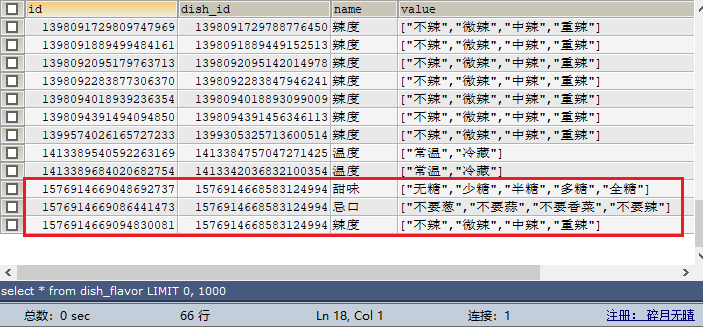 id dish_id name value
1398091729809747969 1398091729788776450 辣度 ["不辣","微辣","中辣","重辣"]
1398091889499484161 1398091889449152513 辣度 ["不辣","微辣","中辣","重辣"]
1398092095179763713 1398092095142014978 辣度 ["不辣","微辣","中辣","重辣"]
1398092283877306370 1398092283847946241 辣度 ["不辣","微辣","中辣","重辣"]
1398094018939236354 1398094018893099009 辣度 ["不辣","微辣","中辣","重辣"]
1398094391494094850 1398094391456346113 辣度 ["不辣","微辣","中辣","重辣"]
1399574026165727233 1399305325713600514 辣度 ["不辣","微辣","中辣","重辣"]
1413389540592263169 1413384757047271425 温度 ["常温","冷藏"]
1413389684020682754 1413342036832100354 温度 ["常温","冷藏"]
1576914669048692737 1576914668583124994 甜味 ["无糖","少糖","半糖","多糖","全糖"]
1576914669086441473 1576914668583124994 忌口 ["不要葱","不要蒜","不要香菜","不要辣"]
1576914669094830081 1576914668583124994 辣度 ["不辣","微辣","中辣","重辣"]
select * from dish_flavor LIMIT 0, 1000
总数: 0 sec 66 行 Ln 18, Col 1 连接: 1 注册: 碎月无晴